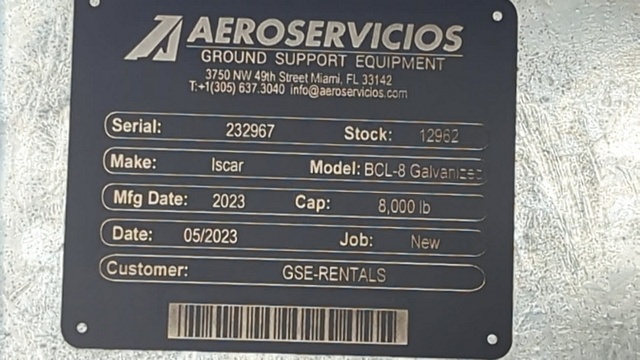 AEROSERVICIOS
GROUND SUPPORT EQUIPMENT
3750 NW 49th Street Miami, FL 33142
T:+1(305) 637.3040 info@aeroservicios.com
Serial: 232967 Stock: 12962
Make: Iscar Model: BCL-8 Galvanized
Mfg Date: 2023 Cap: 8,000 lb
Date: 05/2023 Job: New
Customer: GSE-RENTALS